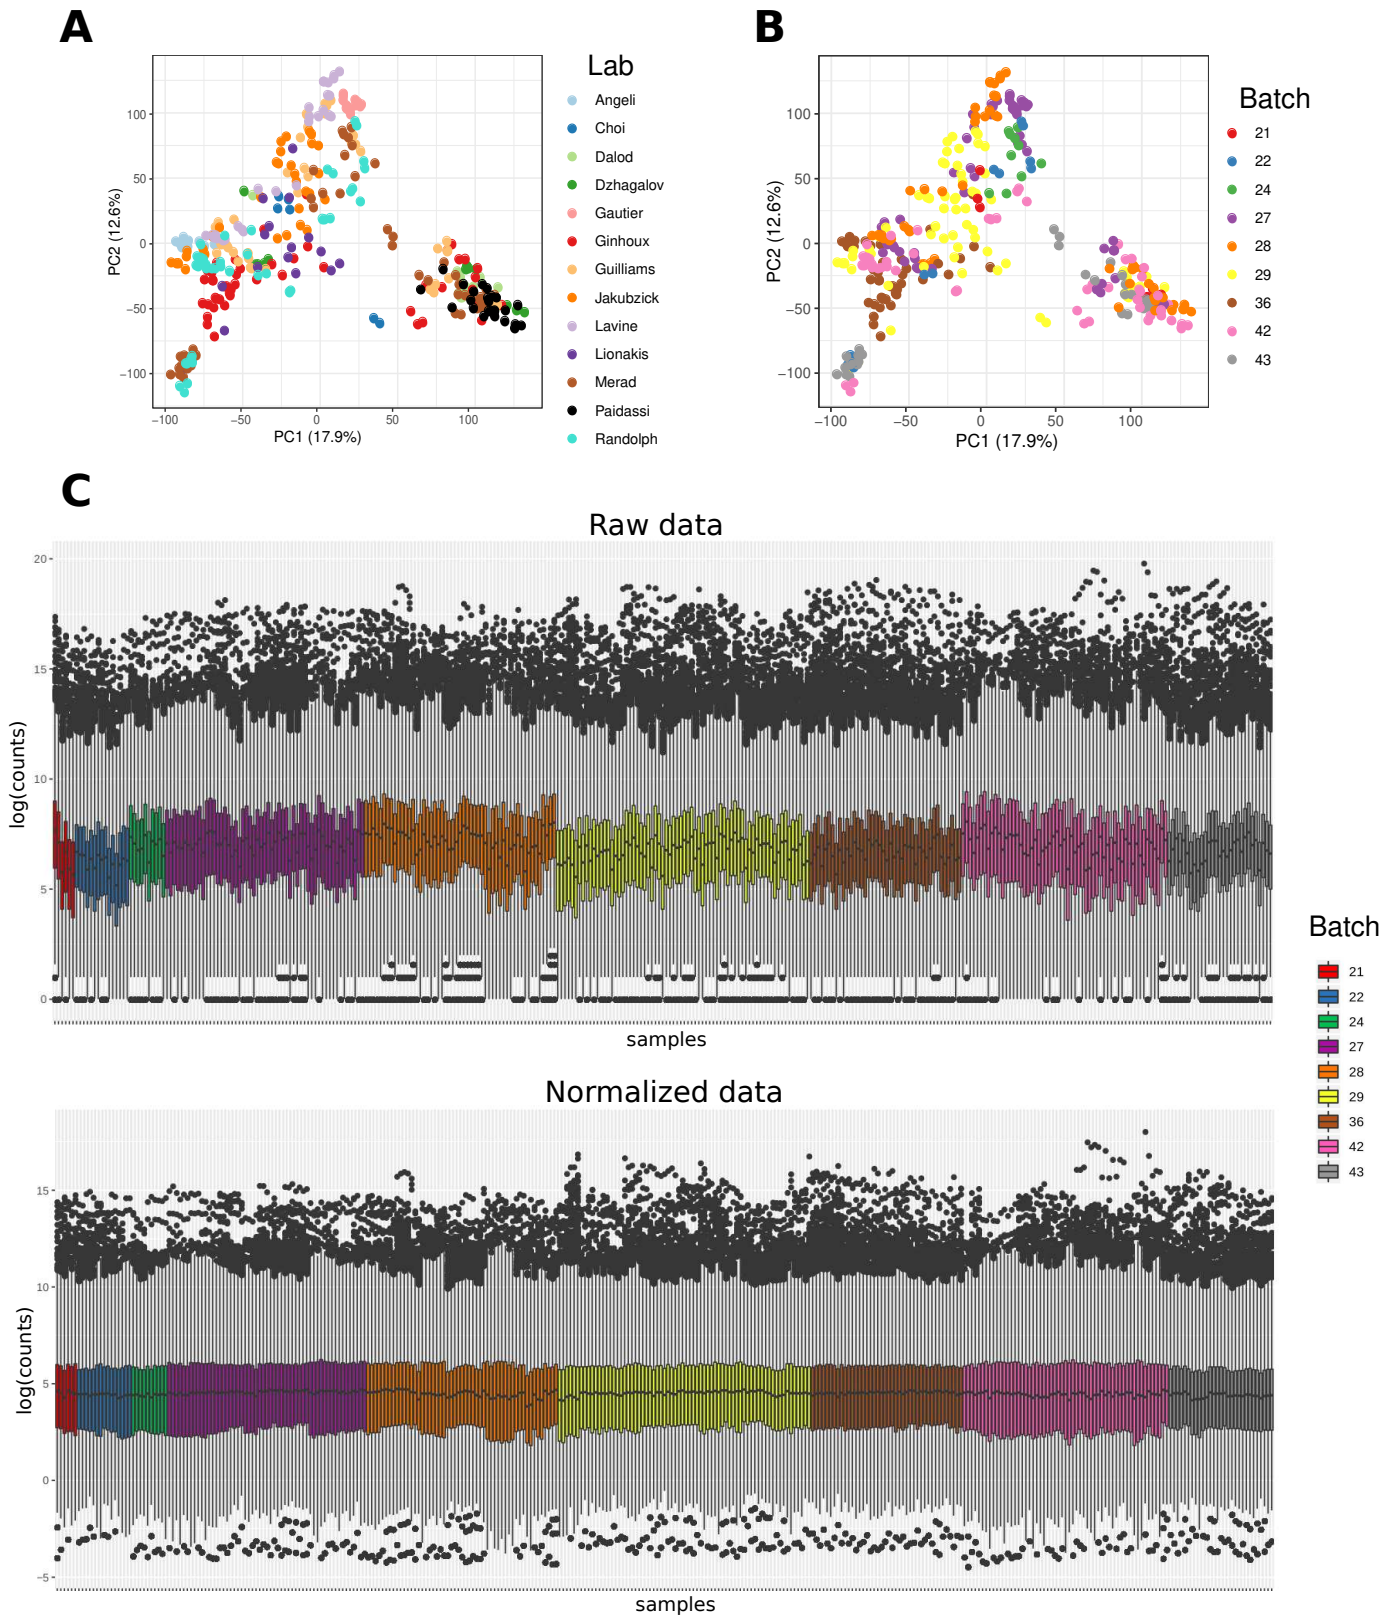 A
B
Lab
Angeli
Choi
Dalod
Dzhagalov
Gautier
Ginhoux
Guilliams
Jakubzick
Lavine
Lionakis
Merad
Paidassi
Randolph
100
50
0
−50
−100
PC2 (12.6%)
−100
−50
0
50
100
PC1 (17.9%)
Batch
21
22
24
27
28
29
36
42
43
100
50
0
−50
−100
PC2 (12.6%)
−100
−50
0
50
100
PC1 (17.9%)
C
Raw data
20
15
10
5
0
log(counts)
samples
Normalized data
15
10
5
0
−5
log(counts)
samples
Batch
21
22
24
27
28
29
36
42
43